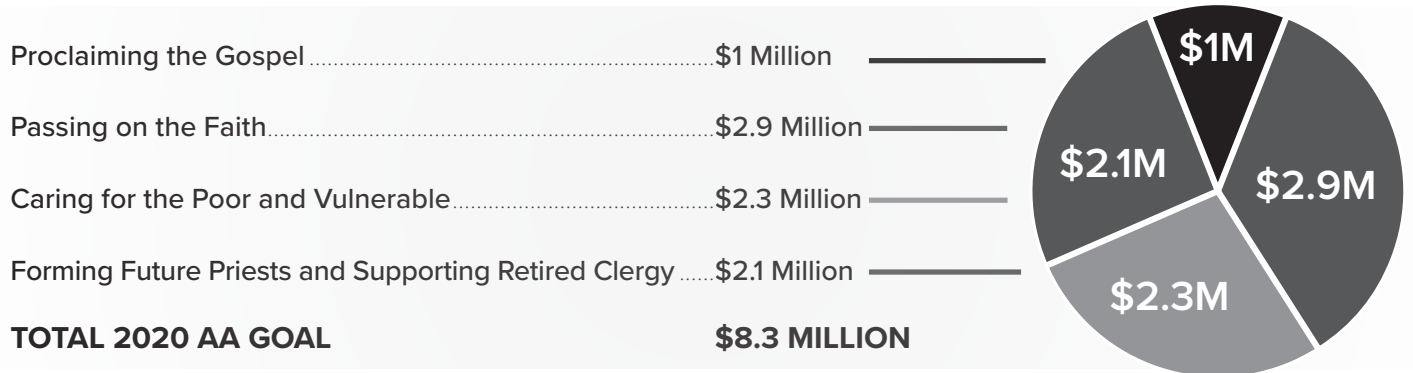 Proclaiming the Gospel ........ $1 Million
Passing on the Faith ........ $2.9 Million
Caring for the Poor and Vulnerable ........ $2.3 Million
Forming Future Priests and Supporting Retired Clergy ...... $2.1 Million
TOTAL 2020 AA GOAL $8.3 MILLION
$1M
$2.1M
$2.9M
$2.3M